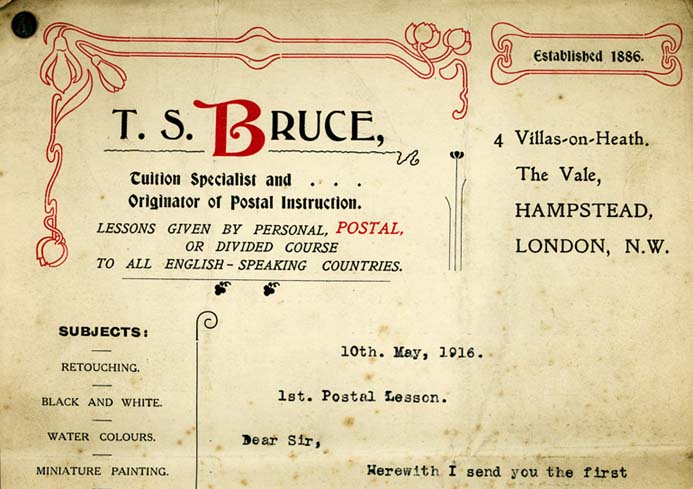 Established 1886.
T. S. BRUCE,
Tuition Specialist and . . .
Originator of Postal Instruction.
LESSONS GIVEN BY PERSONAL, POSTAL,
OR DIVIDED COURSE
TO ALL ENGLISH-SPEAKING COUNTRIES.
4 Villas-on-Heath.
The Vale,
HAMPSTEAD,
LONDON, N.W.
SUBJECTS:
RETOUCHING.
BLACK AND WHITE.
WATER COLOURS.
MINIATURE PAINTING.
10th. May, 1916.
1st. Postal Lesson.
Dear Sir,
Herewith I send you the first